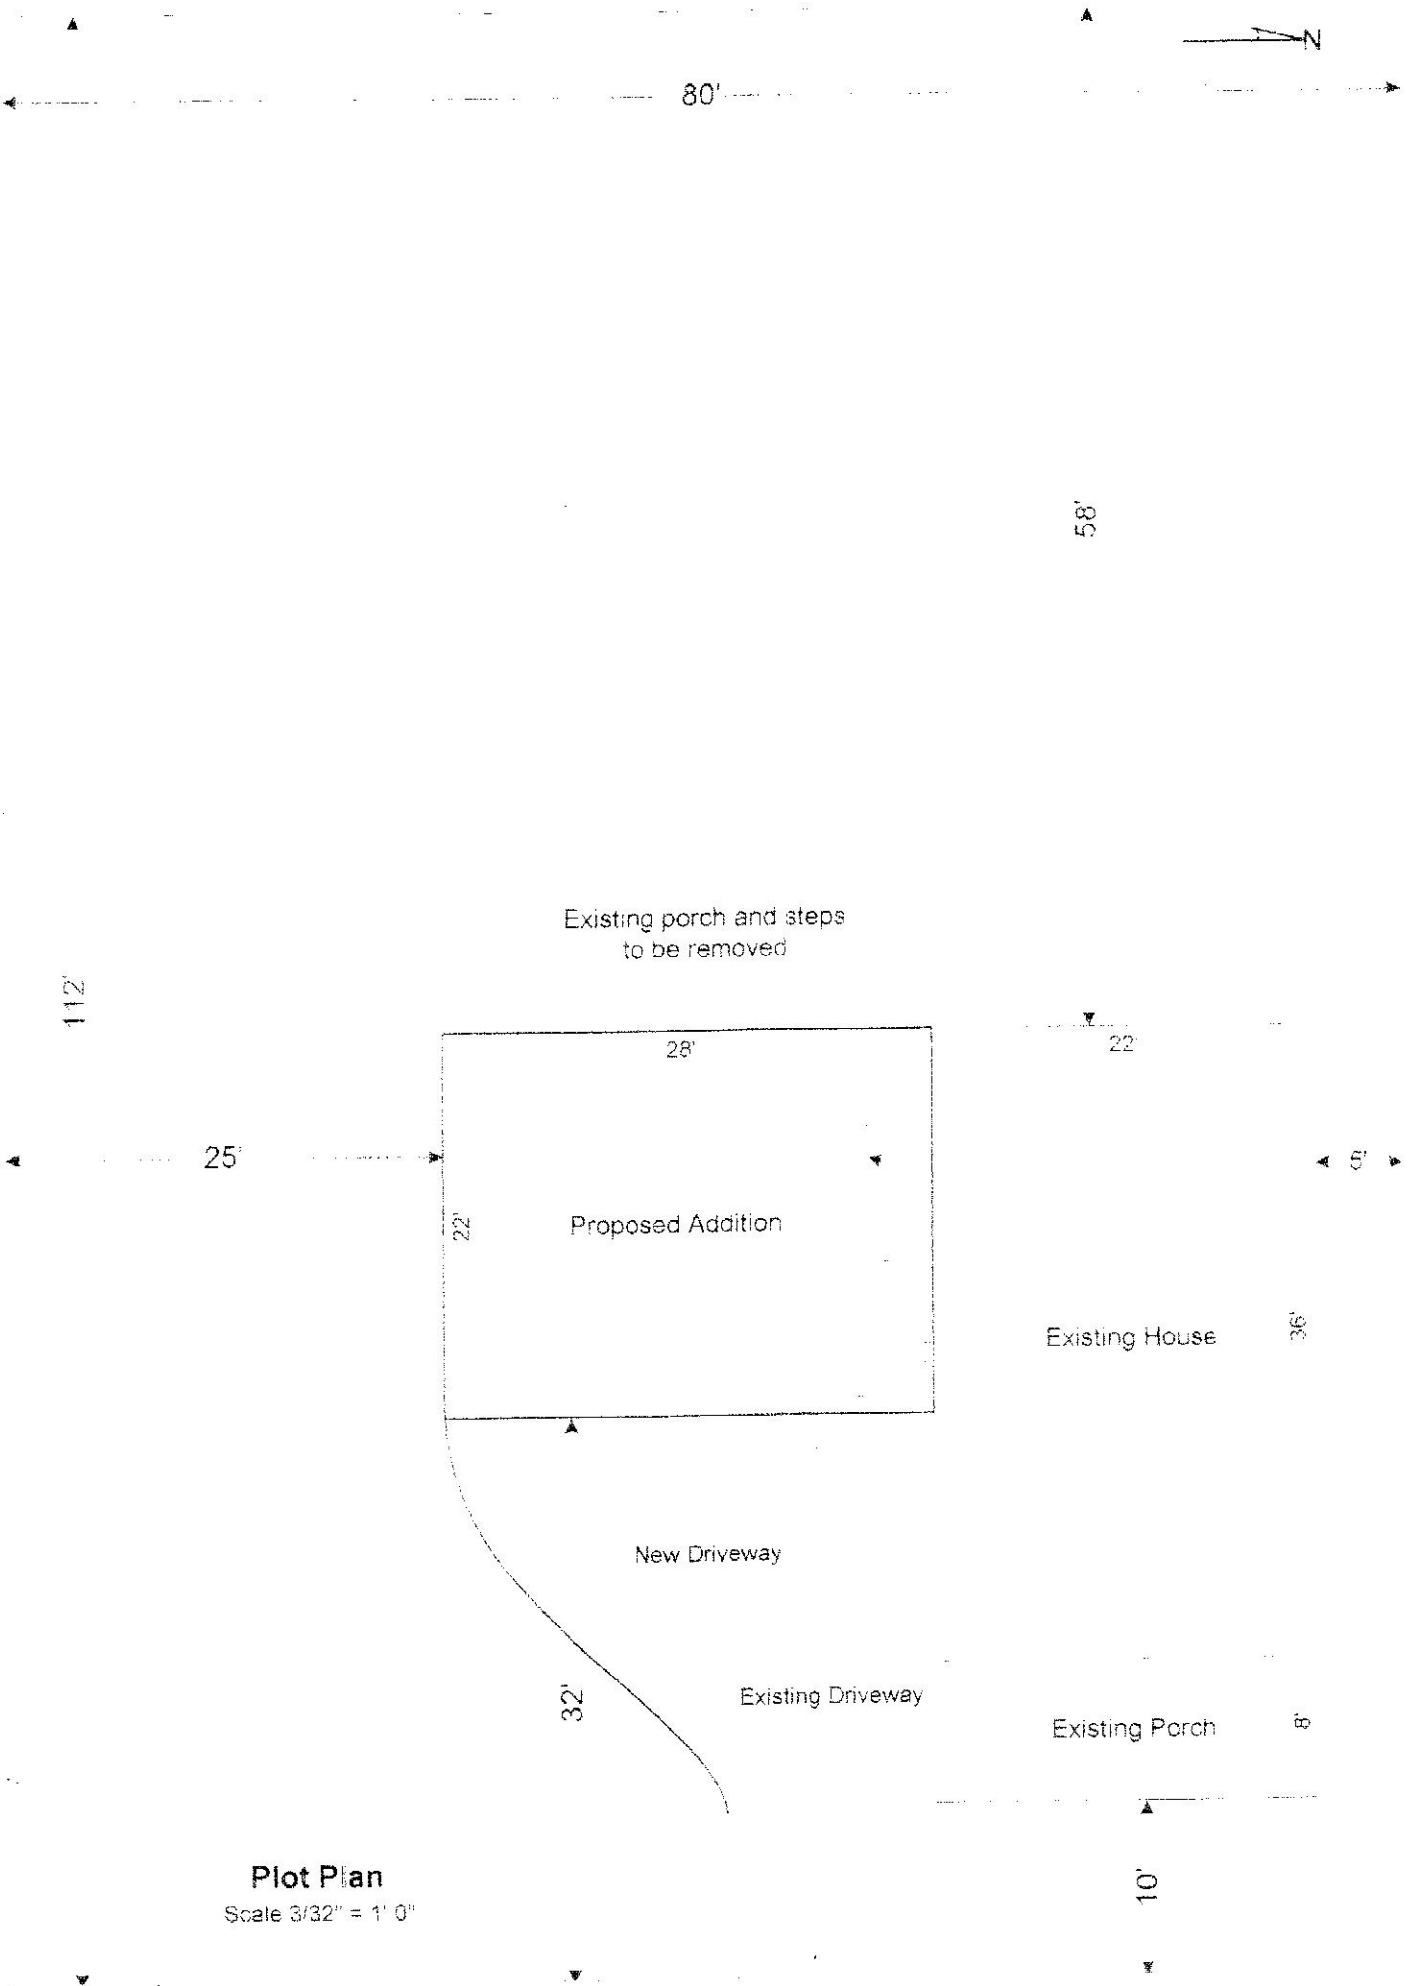 N
80'
58'
Existing porch and steps
to be removed
112'
28'
22'
25'
5'
22'
Proposed Addition
Existing House
36'
New Driveway
32'
Existing Driveway
Existing Porch
8'
Plot Plan
Scale 3/32" = 1' 0"
10'